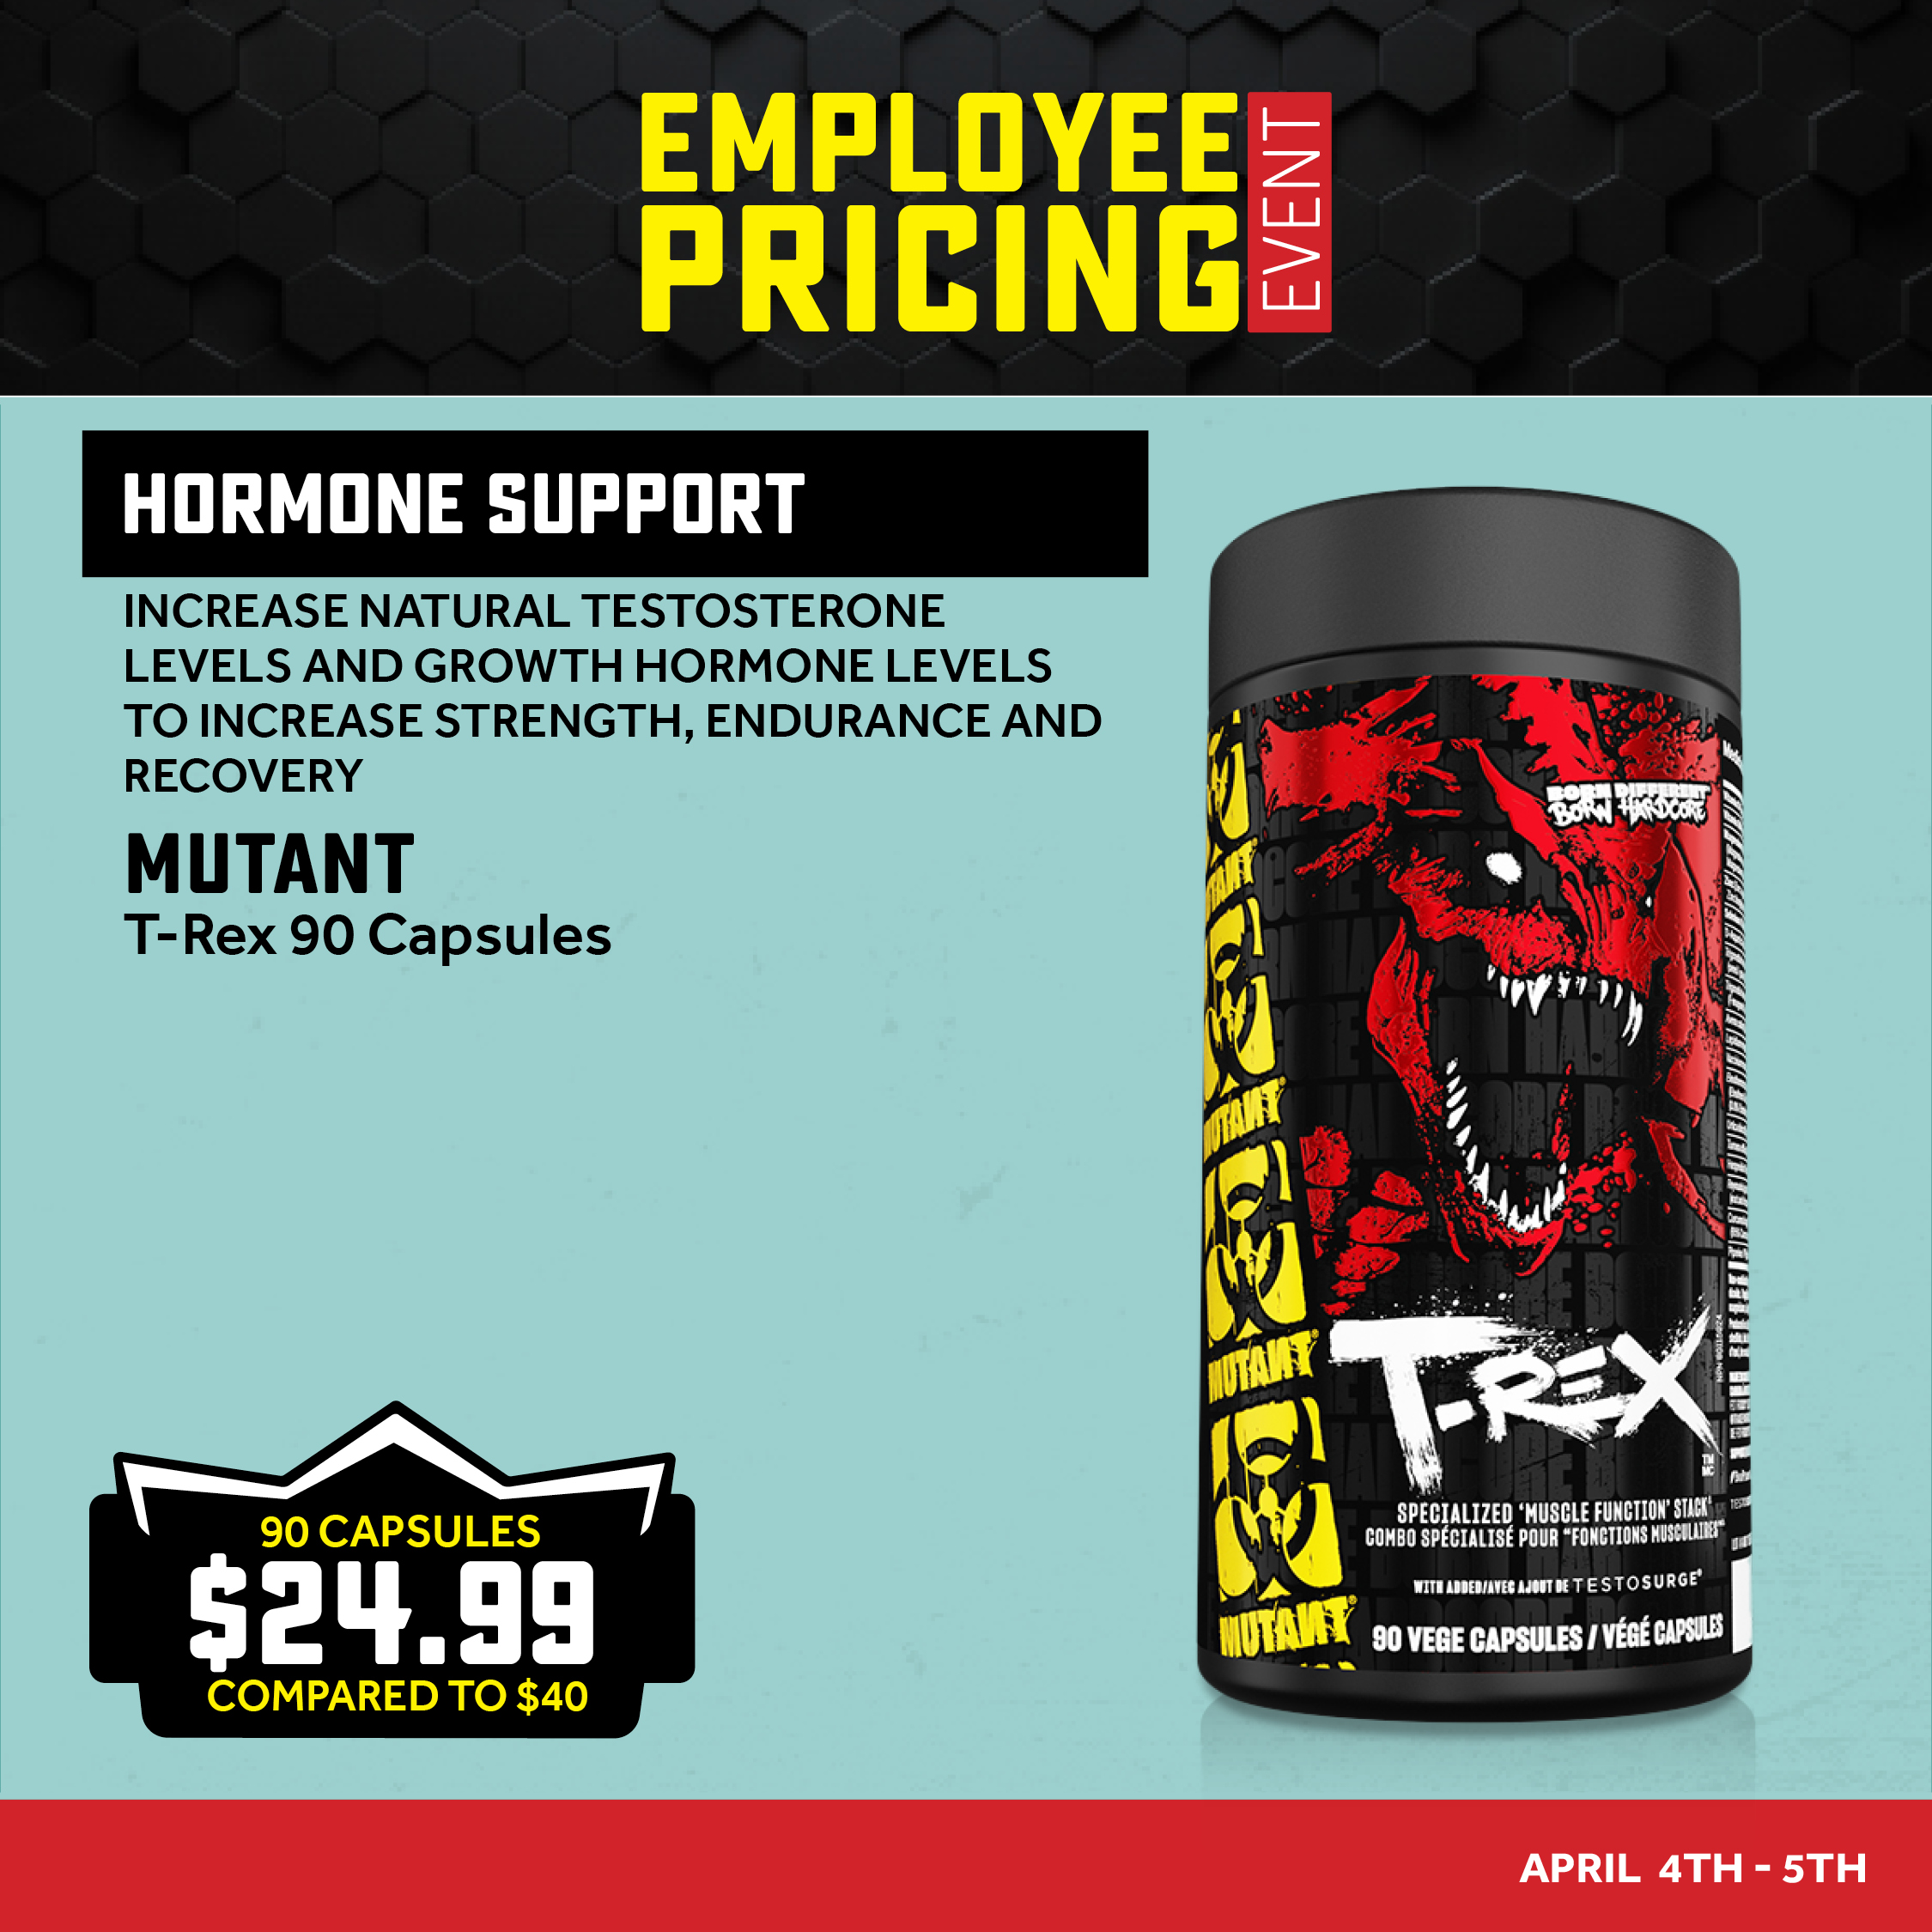 EMPLOYEE
PRICING
EVENT
HORMONE SUPPORT
INCREASE NATURAL TESTOSTERONE
LEVELS AND GROWTH HORMONE LEVELS
TO INCREASE STRENGTH, ENDURANCE AND
RECOVERY
MUTANT
T-Rex 90 Capsules
BORN DIFFERENT
BORN HARDCORE
MUTANT
MUTANT
MUTANT®
MUTANT®
T-REX
TM
MC
SPECIALIZED ‘MUSCLE FUNCTION’ STACK
COMBO SPÉCIALISÉ POUR “FONCTIONS MUSCULAIRES”
WITH ADDED/AVEC AJOUT DE TESTOSURGE®
90 VEGE CAPSULES / VÉGÉ CAPSULES
90 CAPSULES
$24.99
COMPARED TO $40
APRIL 4TH - 5TH